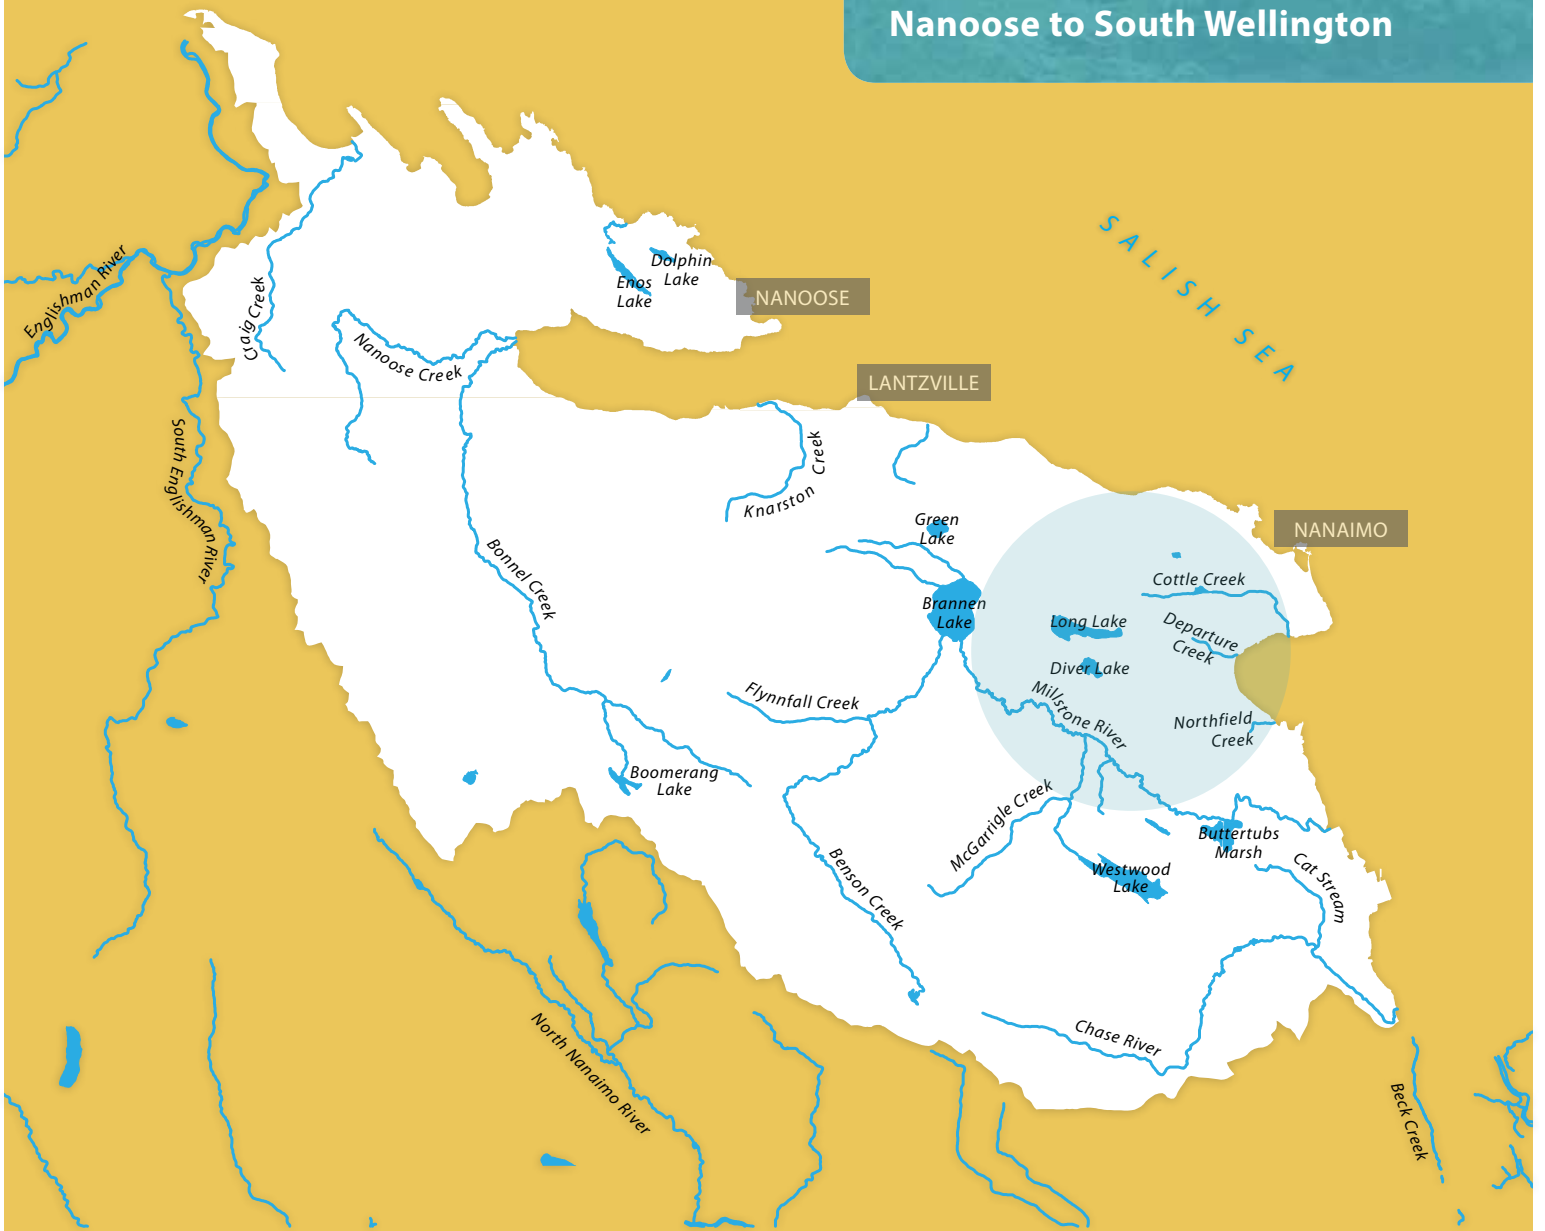 Nanoose to South Wellington
SALISH SEA
Englishman River
Craig Creek
Dolphin
Lake
Enos
Lake
NANOOSE
Nanoose Creek
LANTZVILLE
South Englishman River
Knarston Creek
Green
Lake
NANAIMO
Bonnel Creek
Brannen
Lake
Cottle Creek
Long Lake
Departure
Creek
Diver Lake
Flynnfall Creek
Millstone River
Northfield
Creek
Boomerang
Lake
McGarrigle Creek
Buttertubs
Marsh
Westwood
Lake
Cat Stream
Benson Creek
North Nanaimo River
Chase River
Beck Creek